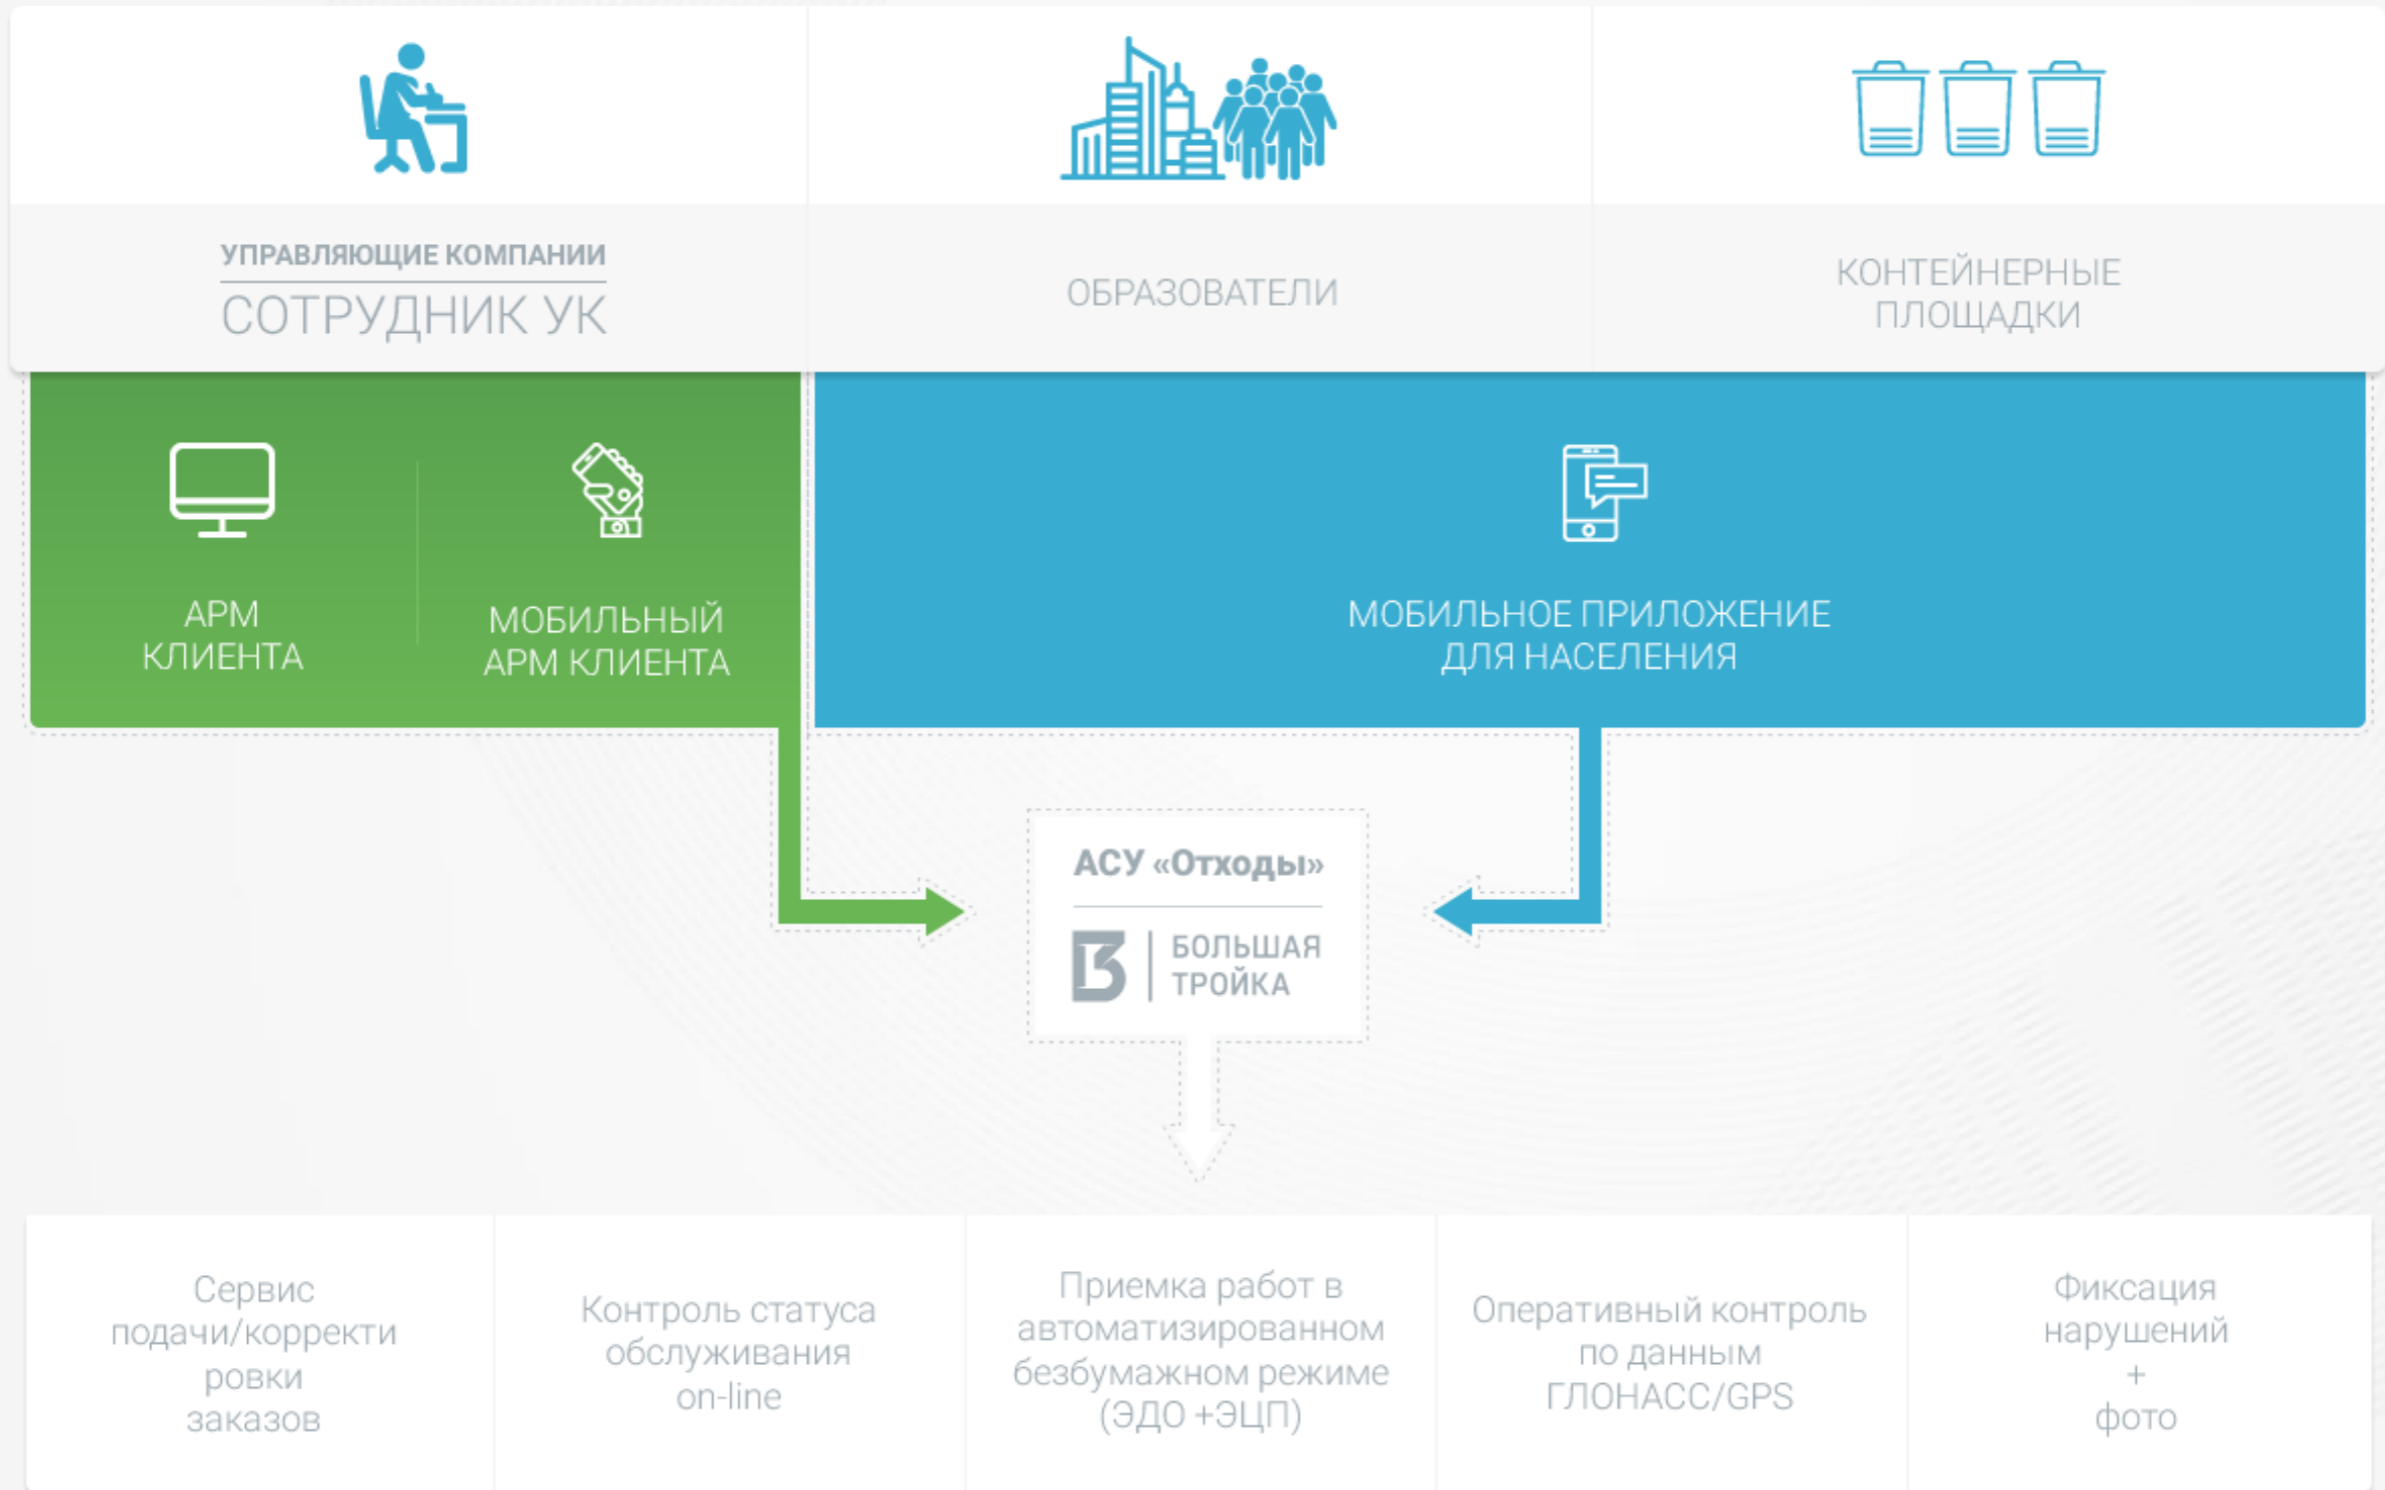 УПРАВЛЯЮЩИЕ КОМПАНИИ
СОТРУДНИК УК
ОБРАЗОВАТЕЛИ
КОНТЕЙНЕРНЫЕ
ПЛОЩАДКИ
АРМ
КЛИЕНТА
МОБИЛЬНЫЙ
АРМ КЛИЕНТА
МОБИЛЬНОЕ ПРИЛОЖЕНИЕ
ДЛЯ НАСЕЛЕНИЯ
АСУ «Отходы»
БОЛЬШАЯ
ТРОЙКА
Сервис
подачи/корректи
ровки
заказов
Контроль статуса
обслуживания
on-line
Приемка работ в
автоматизированном
безбумажном режиме
(ЭДО +ЭЦП)
Оперативный контроль
по данным
ГЛОНАСС/GPS
Фиксация
нарушений
+
фото